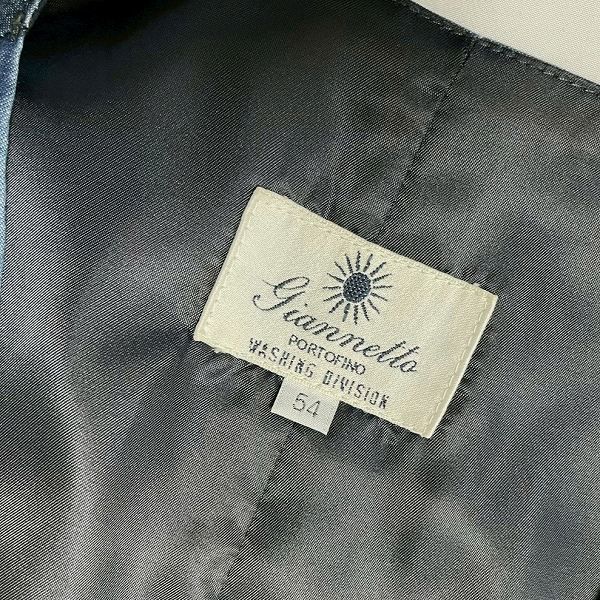 Giannetto
PORTOFINO
WASHING DIVISION
54